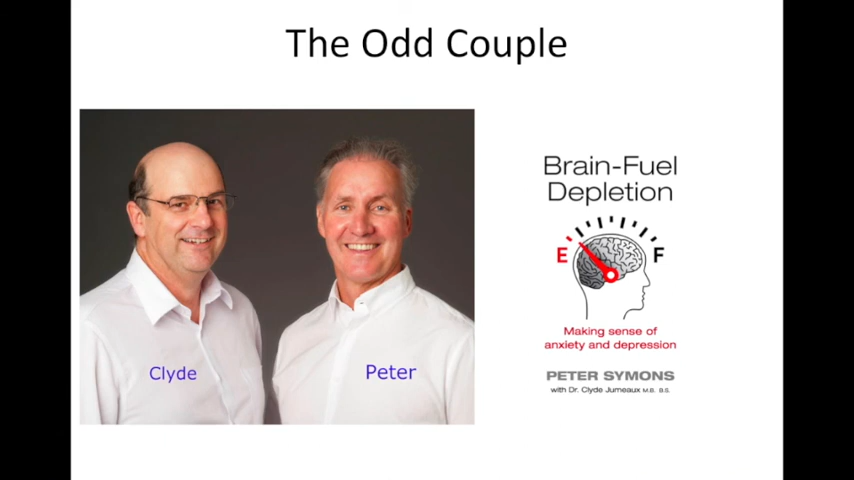 The Odd Couple
Clyde
Peter
Brain-Fuel
Depletion
E
F
Making sense of
anxiety and depression
PETER SYMONS
with Dr. Clyde Jumeaux M.B. B.S.